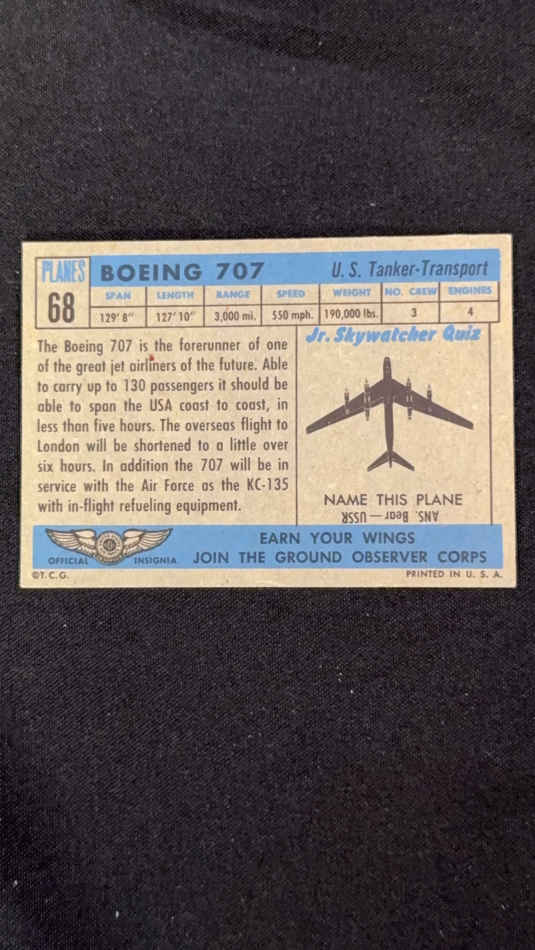 PLANES
68
BOEING 707
U. S. Tanker-Transport
SPAN LENGTH RANGE SPEED WEIGHT NO. CREW ENGINES
129' 8" 127' 10" 3,000 mi. 550 mph. 190,000 lbs. 3 4
The Boeing 707 is the forerunner of one
of the great jet airliners of the future. Able
to carry up to 130 passengers it should be
able to span the USA coast to coast, in
less than five hours. The overseas flight to
London will be shortened to a little over
six hours. In addition the 707 will be in
service with the Air Force as the KC-135
with in-flight refueling equipment.
Jr. Skywatcher Quiz
NAME THIS PLANE
ANS. Bear — USSR
OFFICIAL INSIGNIA
EARN YOUR WINGS
JOIN THE GROUND OBSERVER CORPS
©T.C.G.
PRINTED IN U. S. A.